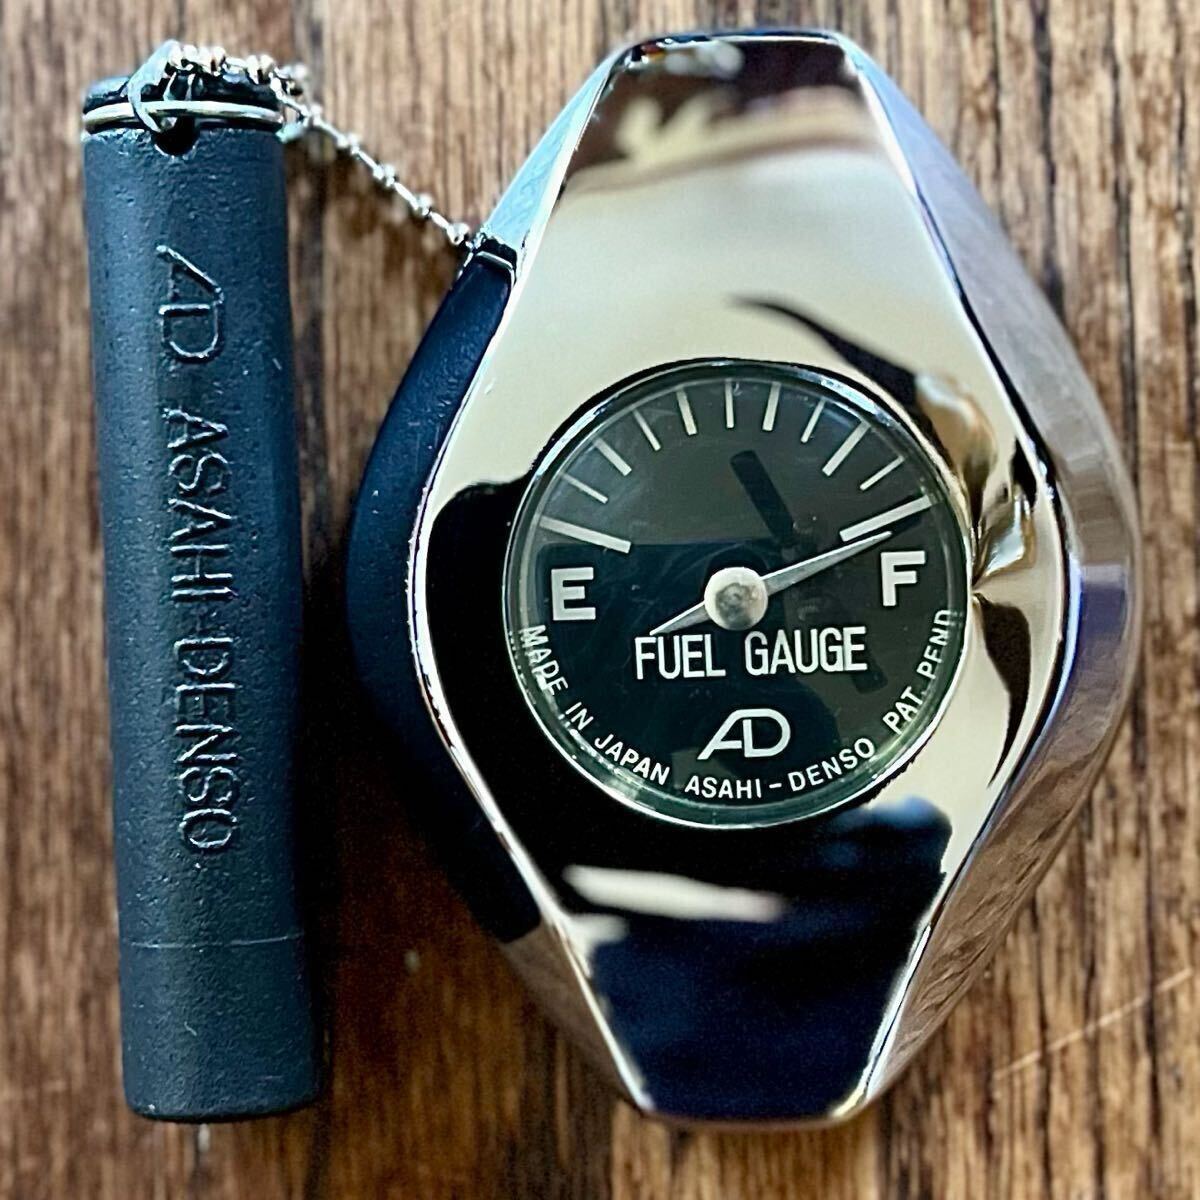 AD ASAHI-DENSO
E F
FUEL GAUGE
AD
MADE IN JAPAN ASAHI-DENSO PAT. PEND